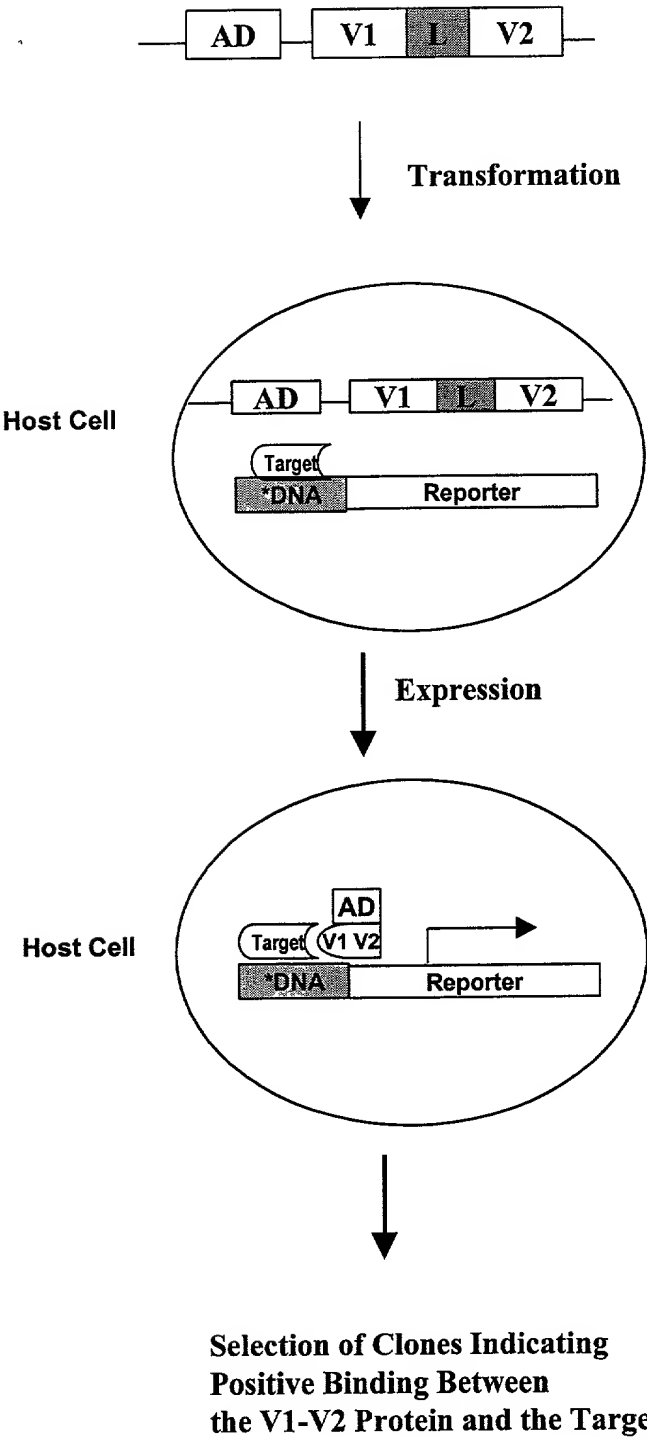 AD V1 L V2
Transformation
AD V1 L V2
Host Cell
Target
*DNA Reporter
Expression
AD
Host Cell
Target V1 V2
*DNA Reporter
Selection of Clones Indicating
Positive Binding Between
the V1-V2 Protein and the Targe